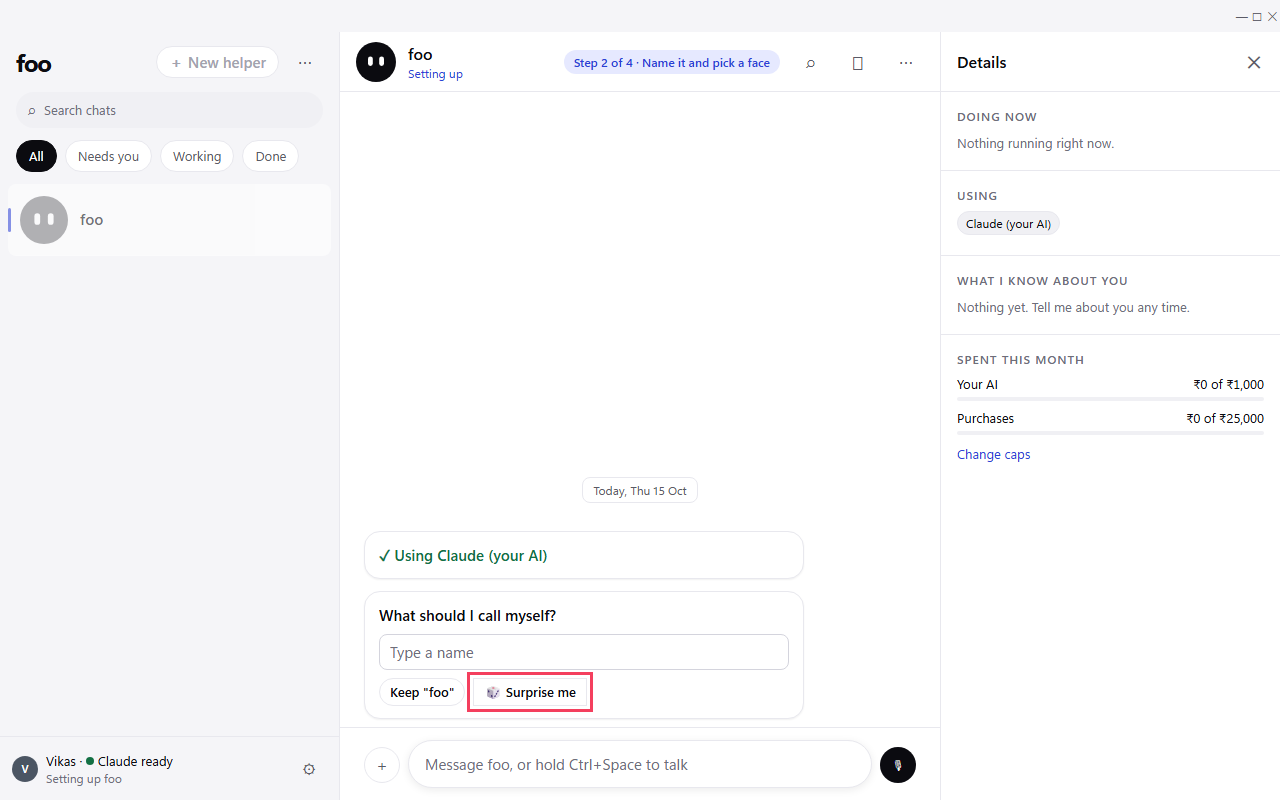 foo
+ New helper
Search chats
All
Needs you
Working
Done
foo
V
Vikas · Claude ready
Setting up foo
foo
Setting up
Step 2 of 4 · Name it and pick a face
Today, Thu 15 Oct
✓ Using Claude (your AI)
What should I call myself?
Type a name
Keep "foo"
Surprise me
+
Message foo, or hold Ctrl+Space to talk
Details
DOING NOW
Nothing running right now.
USING
Claude (your AI)
WHAT I KNOW ABOUT YOU
Nothing yet. Tell me about you any time.
SPENT THIS MONTH
Your AI ₹0 of ₹1,000
Purchases ₹0 of ₹25,000
Change caps